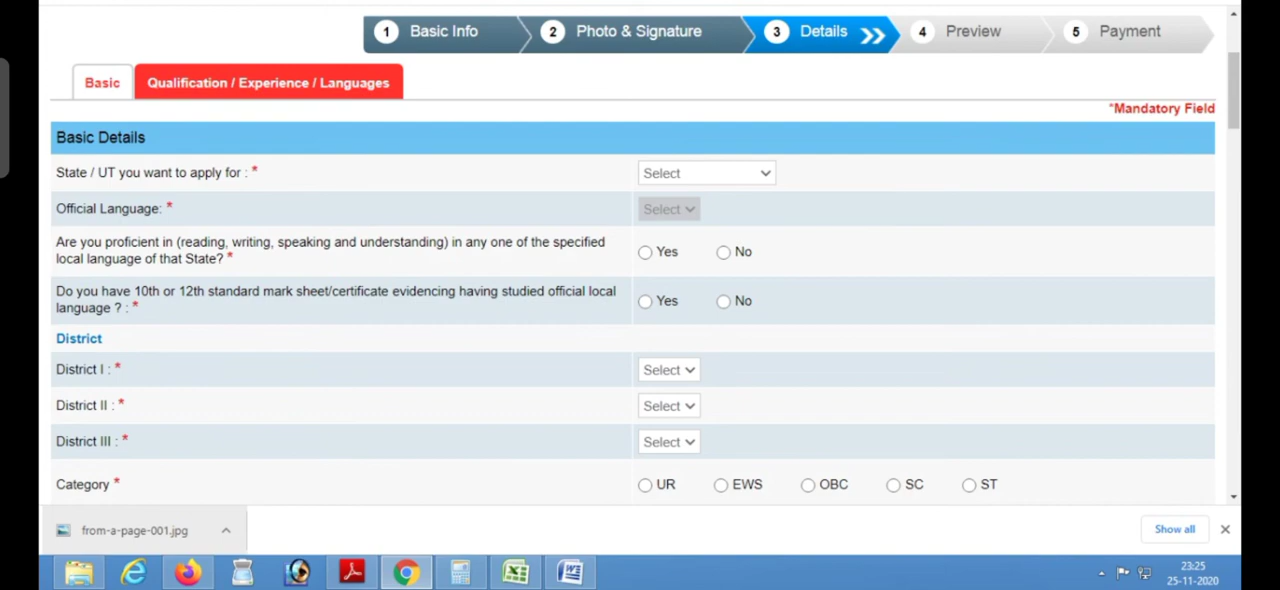 1 Basic Info 2 Photo & Signature 3 Details 4 Preview 5 Payment
Basic Qualification / Experience / Languages
*Mandatory Field
Basic Details
State / UT you want to apply for : * Select
Official Language: * Select
Are you proficient in (reading, writing, speaking and understanding) in any one of the specified
local language of that State? * Yes No
Do you have 10th or 12th standard mark sheet/certificate evidencing having studied official local
language ? : * Yes No
District
District I : * Select
District II : * Select
District III : * Select
Category * UR EWS OBC SC ST
from-a-page-001.jpg Show all
23:25
25-11-2020